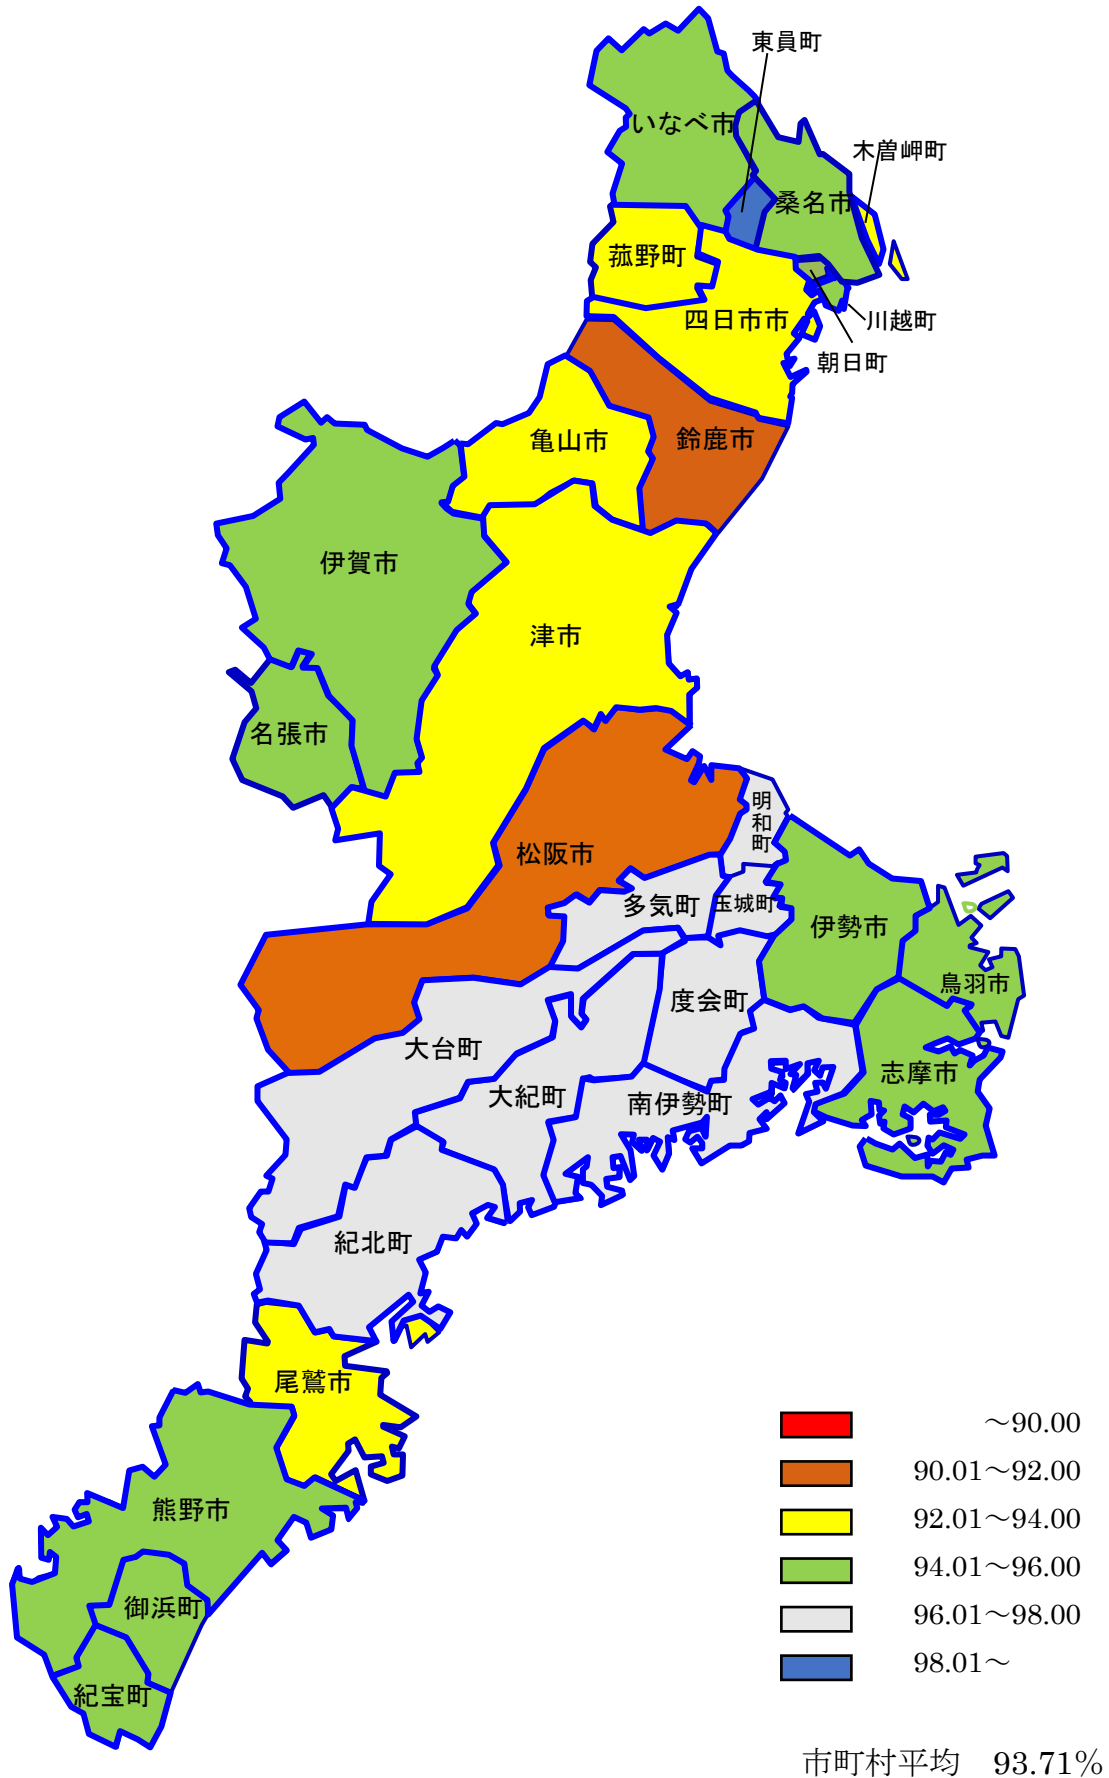 東員町
いなべ市
木曽岬町
桑名市
菰野町
四日市市
川越町
朝日町
亀山市
鈴鹿市
伊賀市
津市
名張市
明和町
松阪市
多気町
玉城町
伊勢市
鳥羽市
度会町
大台町
志摩市
大紀町
南伊勢町
紀北町
尾鷲市
熊野市
御浜町
紀宝町
～90.00
90.01～92.00
92.01～94.00
94.01～96.00
96.01～98.00
98.01～
市町村平均 93.71%